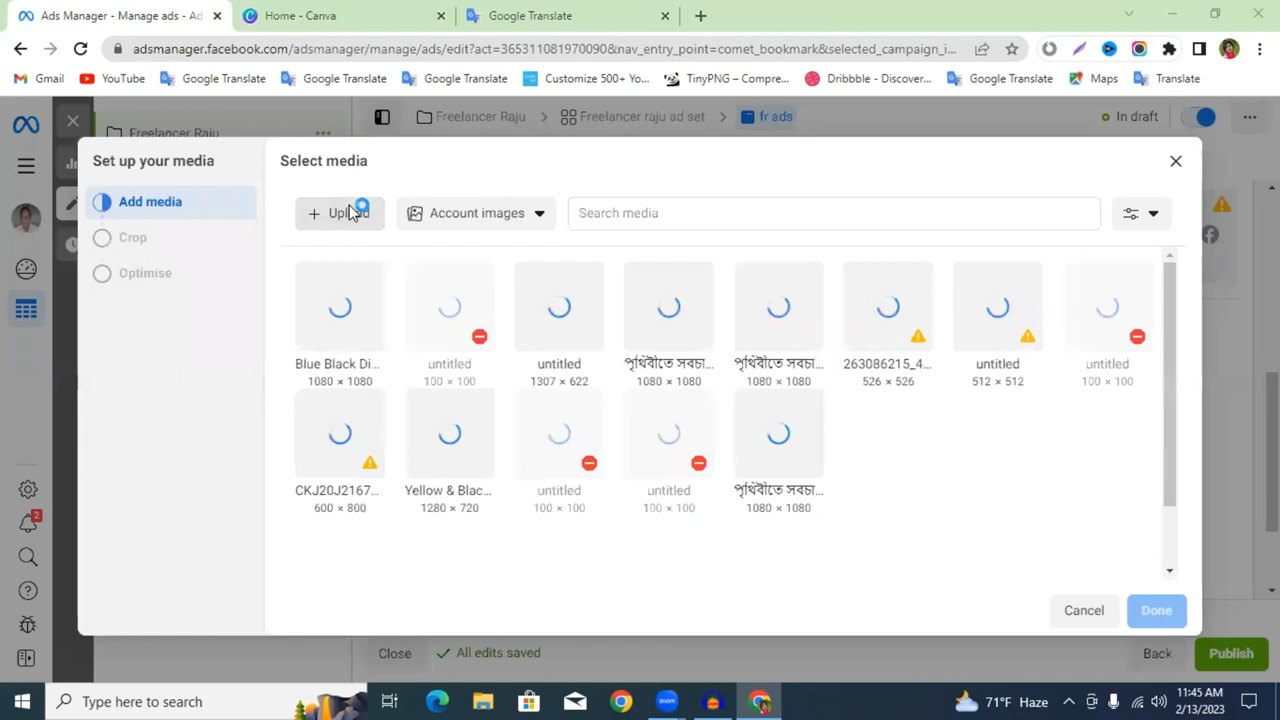 Ads Manager - Manage ads - Ad
Home - Canva
Google Translate
adsmanager.facebook.com/adsmanager/manage/ads/edit?act=365311081970090&nav_entry_point=comet_bookmark&selected_campaign_i...
Gmail
YouTube
Google Translate
Google Translate
Google Translate
Customize 500+ Yo...
TinyPNG – Compre...
Dribbble - Discover...
Google Translate
Maps
Translate
Freelancer Raju
Freelancer Raju
Freelancer raju ad set
fr ads
In draft
Set up your media
Add media
Crop
Optimise
Select media
+ Upload
Account images
Search media
Blue Black Di...
1080 × 1080
untitled
100 × 100
untitled
1307 × 622
পৃথিবীতে সবচা...
1080 × 1080
পৃথিবীতে সবচা...
1080 × 1080
263086215_4...
526 × 526
untitled
512 × 512
untitled
100 × 100
CKJ20J2167...
600 × 800
Yellow & Blac...
1280 × 720
untitled
100 × 100
untitled
100 × 100
পৃথিবীতে সবচা...
1080 × 1080
Cancel
Done
2
Close
All edits saved
Back
Publish
Type here to search
zoom
71°F Haze
11:45 AM
2/13/2023